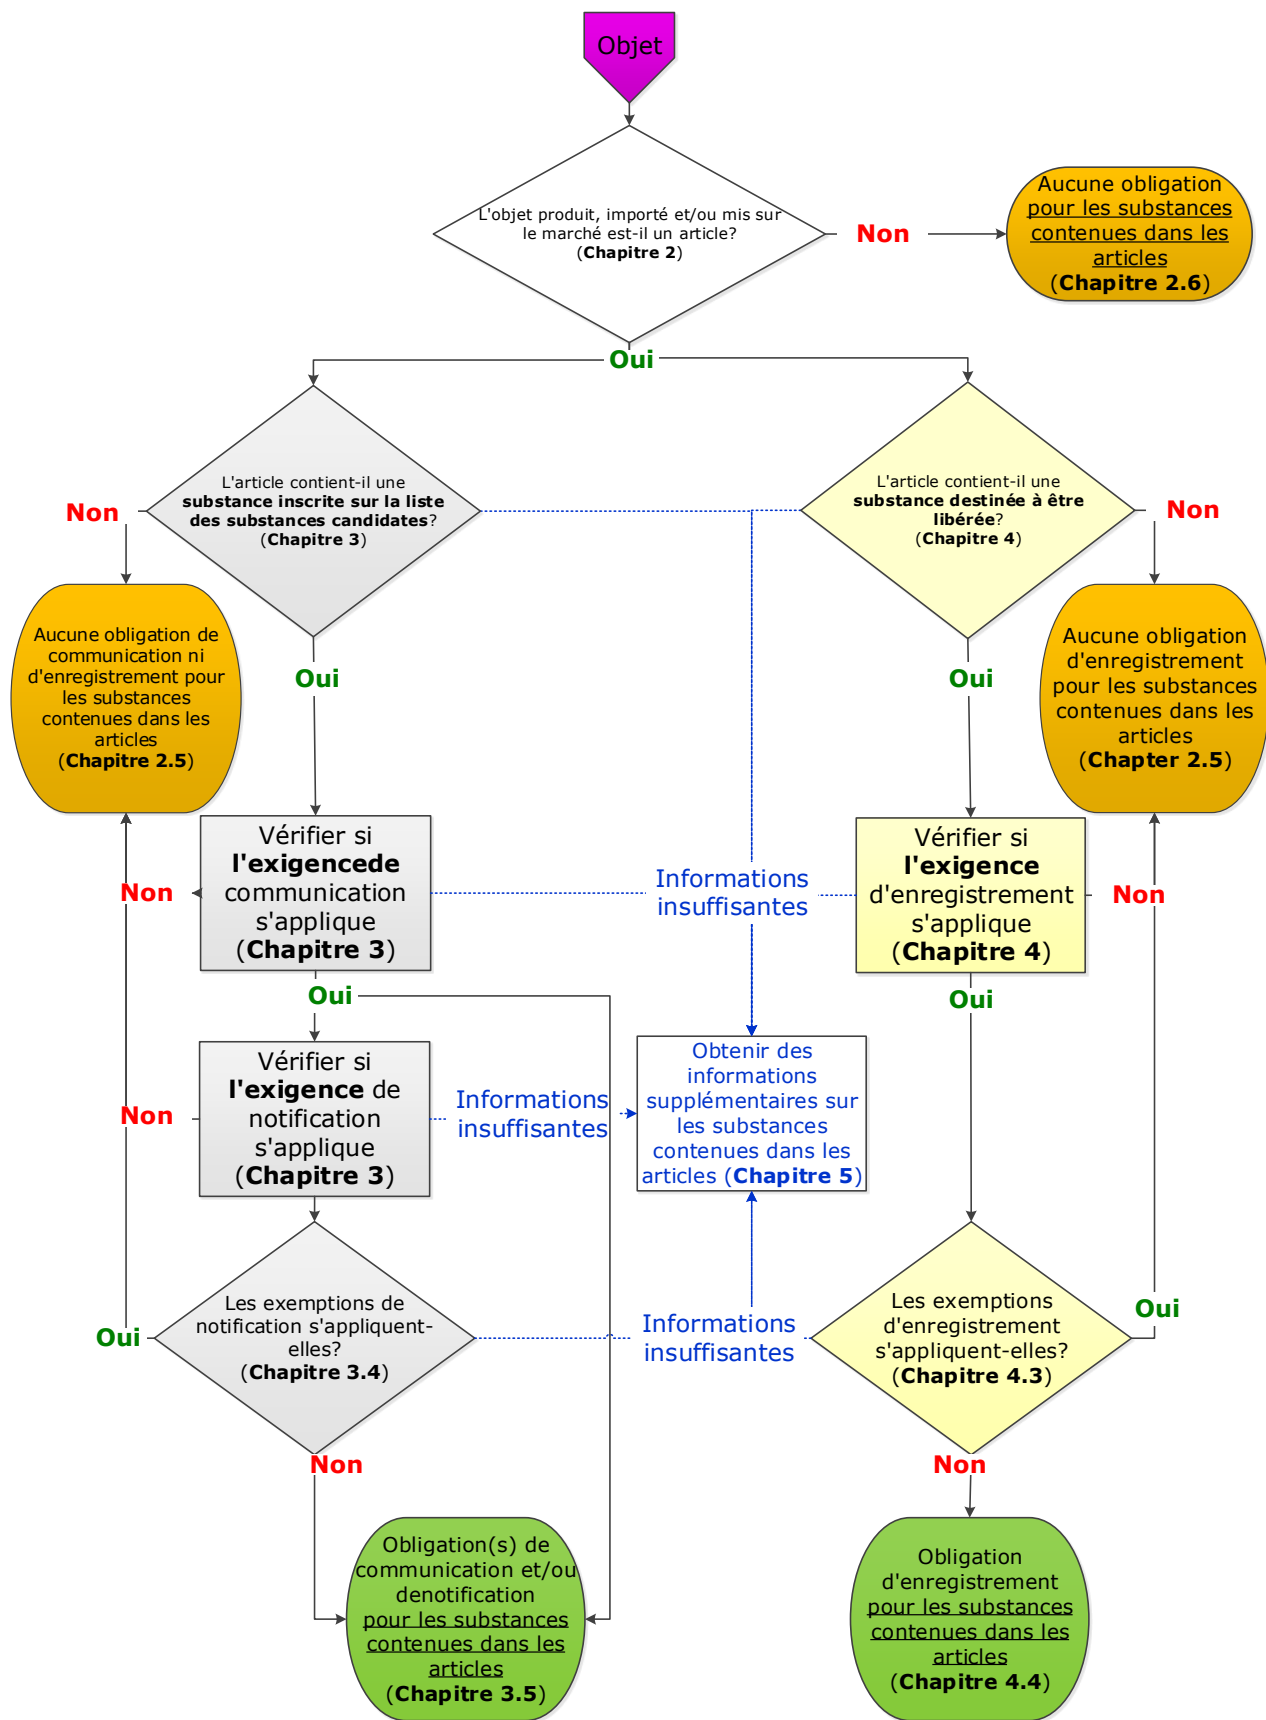 Objet
L'objet produit, importé et/ou mis sur
le marché est-il un article?
(Chapitre 2)
Non
Aucune obligation
pour les substances
contenues dans les
articles
(Chapitre 2.6)
Oui
L'article contient-il une
substance inscrite sur la liste
des substances candidates?
(Chapitre 3)
Non
L'article contient-il une
substance destinée à être
libérée?
(Chapitre 4)
Non
Aucune obligation de
communication ni
d'enregistrement pour
les substances
contenues dans les
articles
(Chapitre 2.5)
Oui
Oui
Aucune obligation
d'enregistrement
pour les substances
contenues dans les
articles
(Chapter 2.5)
Vérifier si
l'exigencede
communication
s'applique
(Chapitre 3)
Non
Informations
insuffisantes
Vérifier si
l'exigence
d'enregistrement
s'applique
(Chapitre 4)
Non
Oui
Oui
Vérifier si
l'exigence de
notification
s'applique
(Chapitre 3)
Non
Informations
insuffisantes
Obtenir des
informations
supplémentaires sur
les substances
contenues dans les
articles (Chapitre 5)
Les exemptions de
notification s'appliquent-
elles?
(Chapitre 3.4)
Oui
Informations
insuffisantes
Les exemptions
d'enregistrement
s'appliquent-elles?
(Chapitre 4.3)
Oui
Non
Non
Obligation(s) de
communication et/ou
denotification
pour les substances
contenues dans les
articles
(Chapitre 3.5)
Obligation
d'enregistrement
pour les substances
contenues dans les
articles
(Chapitre 4.4)